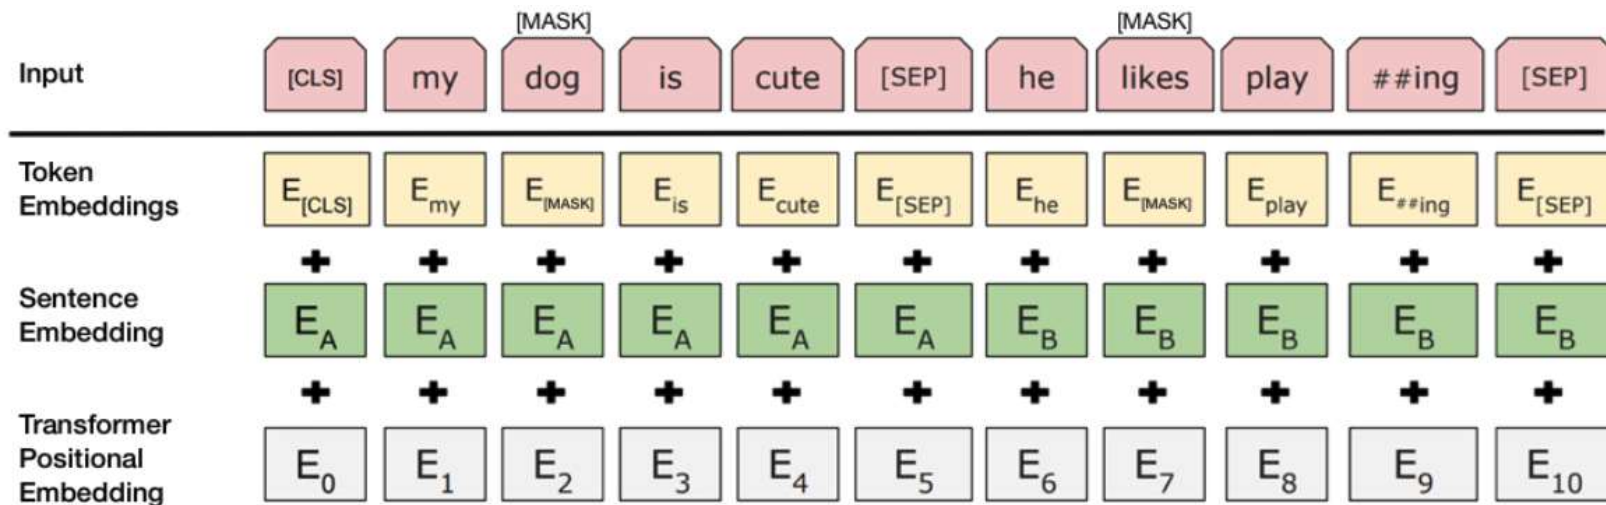 [MASK] [MASK]
Input [CLS] my dog is cute [SEP] he likes play ##ing [SEP]
Token
Embeddings E[CLS] Emy E[MASK] Eis Ecute E[SEP] Ehe E[MASK] Eplay E##ing E[SEP]
+ + + + + + + + + + +
Sentence
Embedding EA EA EA EA EA EA EB EB EB EB EB
+ + + + + + + + + + +
Transformer
Positional
Embedding E0 E1 E2 E3 E4 E5 E6 E7 E8 E9 E10